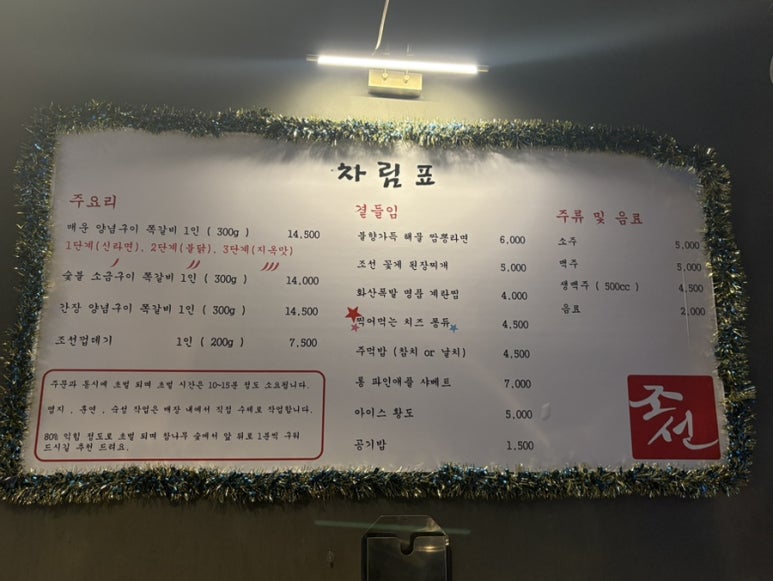 차림표
주요리
매운 양념구이 쪽갈비 1인 ( 300g ) 14.500
1단계(신라면), 2단계(불닭), 3단계(지옥맛)
숯불 소금구이 쪽갈비 1인 ( 300g ) 14.000
간장 양념구이 쪽갈비 1인 ( 300g ) 14.500
조선껍데기 1인 ( 200g ) 7.500
주문과 동시에 초벌 되며 초벌 시간은 10~15분 정도 소요됩니다.
염지 . 훈연 . 숙성 작업은 매장 내에서 직접 수제로 작업합니다.
80% 익힘 정도로 초벌 되며 참나무 숯에서 앞 뒤로 1분씩 구워
드시길 추천 드려요.
곁들임
불향가득 해물 짬뽕라면 6.000
조선 꽃게 된장찌개 5.000
화산폭발 명품 계란찜 4.000
찍어먹는 치즈 퐁듀 4.500
주먹밥 (참치 or 날치) 4.500
통 파인애플 샤베트 7.000
아이스 황도 5.000
공기밥 1.500
주류 및 음료
소주 5.000
맥주 5.000
생맥주 ( 500cc ) 4.500
음료 2.000
조선